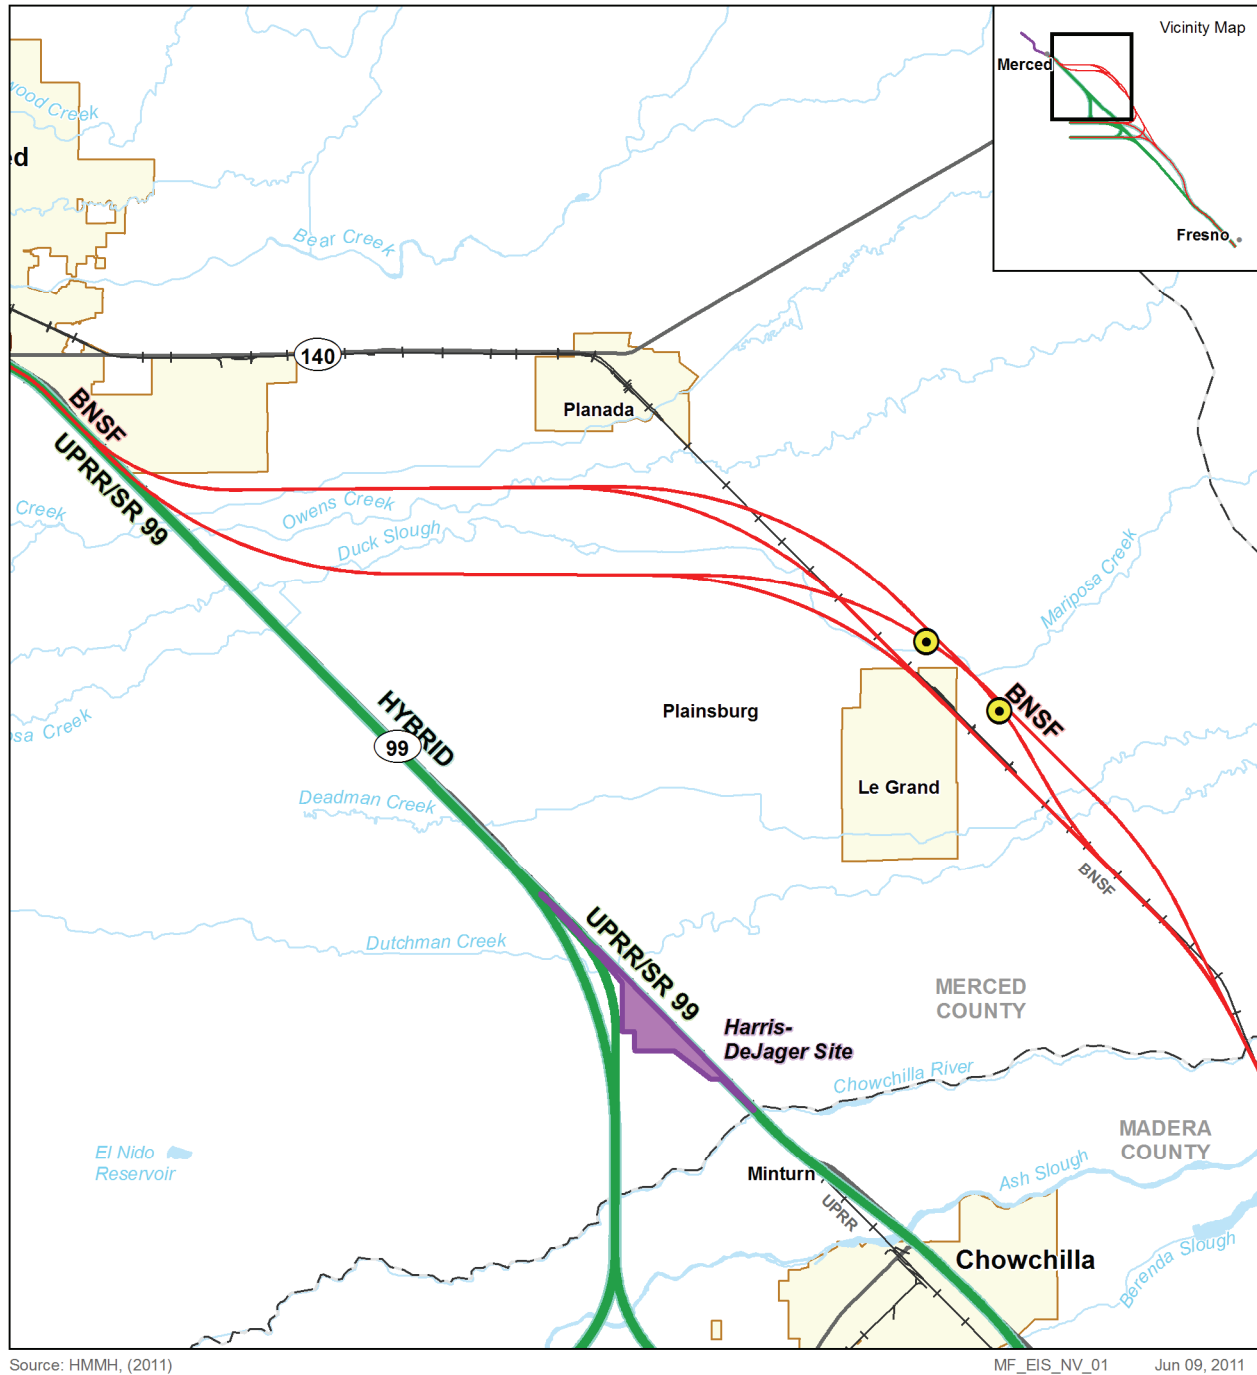 Vicinity Map
Merced
Fresno
wood Creek
ed
Bear Creek
140
Planada
BNSF
UPRR/SR 99
Creek
Owens Creek
Duck Slough
Mariposa Creek
BNSF
Plainsburg
HYBRID
99
osa Creek
Le Grand
Deadman Creek
BNSF
UPRR/SR 99
Dutchman Creek
MERCED
COUNTY
Harris-
DeJager Site
Chowchilla River
MADERA
COUNTY
El Nido
Reservoir
Minturn
Ash Slough
UPRR
Chowchilla
Berenda Slough
Source: HMMH, (2011)
MF_EIS_NV_01
Jun 09, 2011